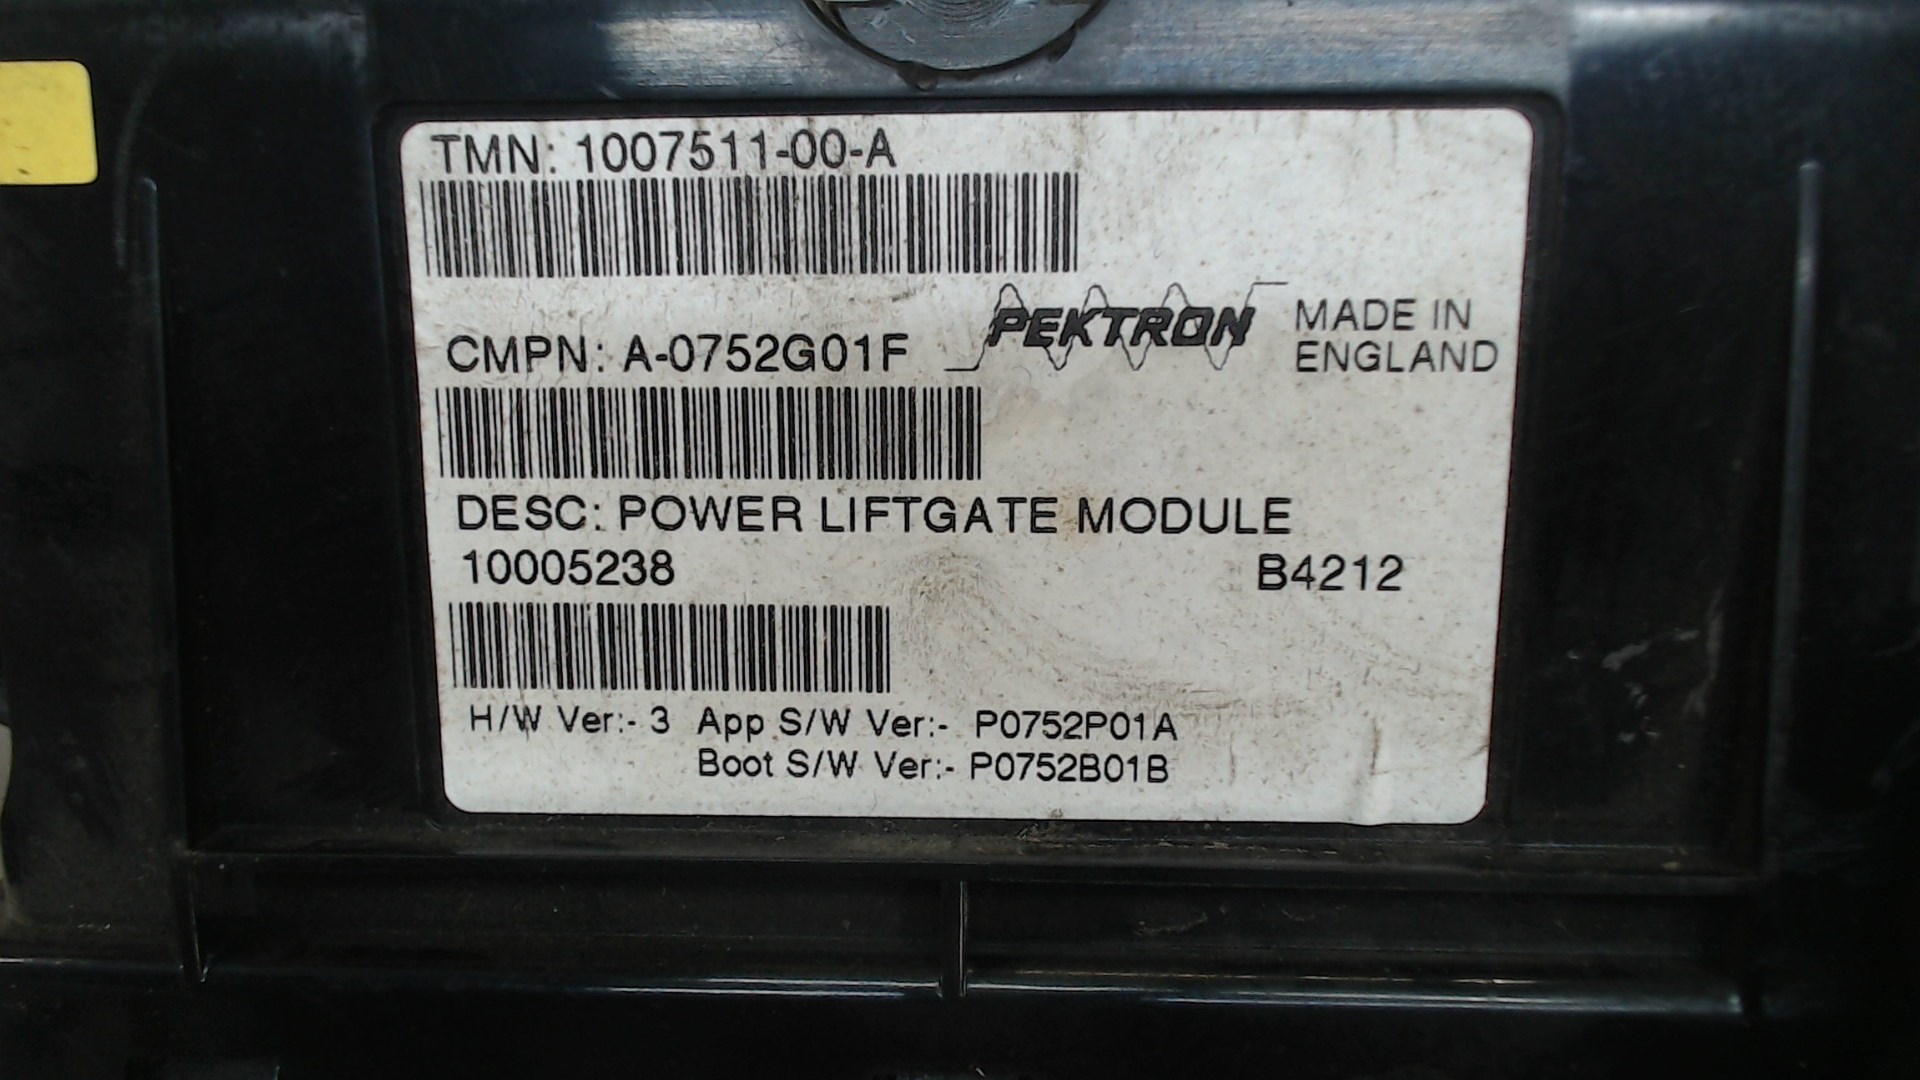 TMN: 1007511-00-A
CMPN: A-0752G01F
PEKTRON
MADE IN
ENGLAND
DESC: POWER LIFTGATE MODULE
10005238 B4212
H/W Ver:- 3 App S/W Ver:- P0752P01A
Boot S/W Ver:- P0752B01B